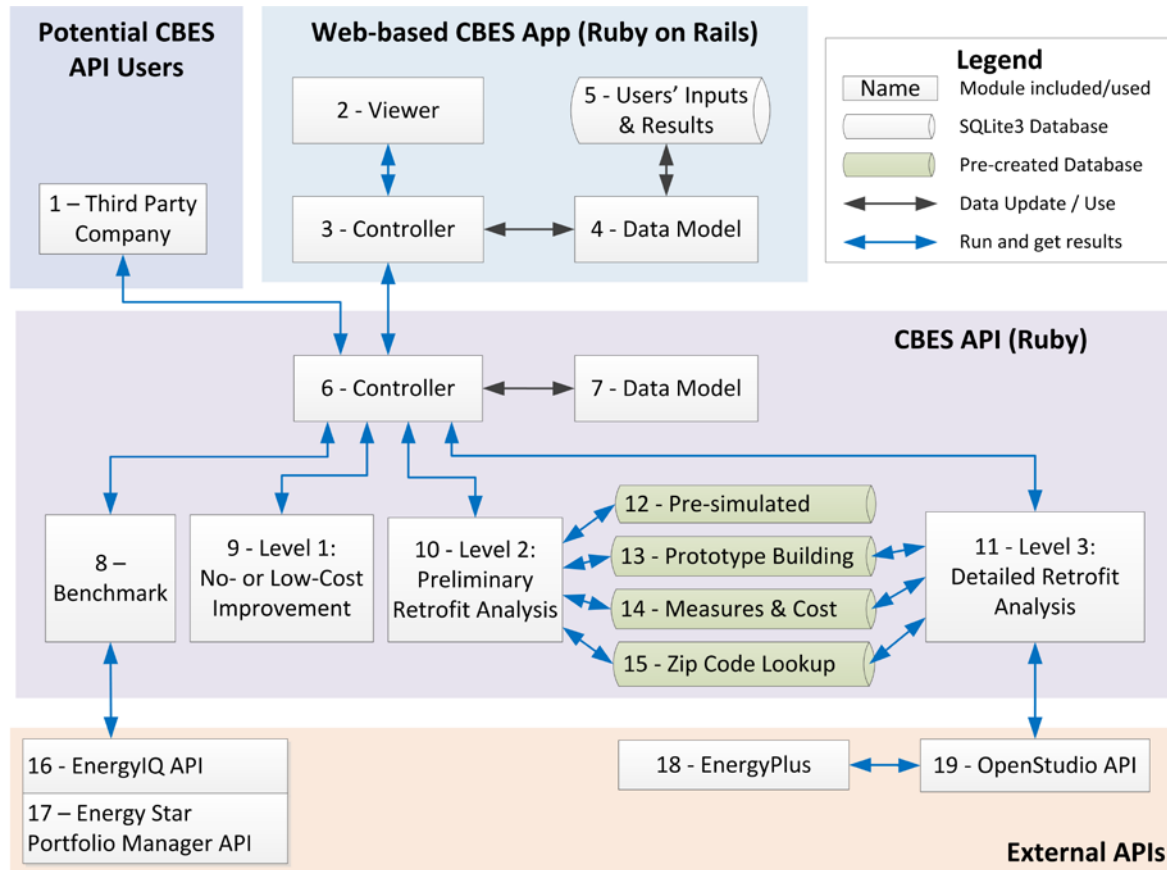 Potential CBES
API Users
Web-based CBES App (Ruby on Rails)
Legend
Name
Module included/used
SQLite3 Database
Pre-created Database
Data Update / Use
Run and get results
2 - Viewer
5 - Users’ Inputs
& Results
1 – Third Party
Company
3 - Controller
4 - Data Model
CBES API (Ruby)
6 - Controller
7 - Data Model
8 –
Benchmark
9 - Level 1:
No- or Low-Cost
Improvement
10 - Level 2:
Preliminary
Retrofit Analysis
12 - Pre-simulated
13 - Prototype Building
14 - Measures & Cost
15 - Zip Code Lookup
11 - Level 3:
Detailed Retrofit
Analysis
16 - EnergyIQ API
17 – Energy Star
Portfolio Manager API
18 - EnergyPlus
19 - OpenStudio API
External APIs